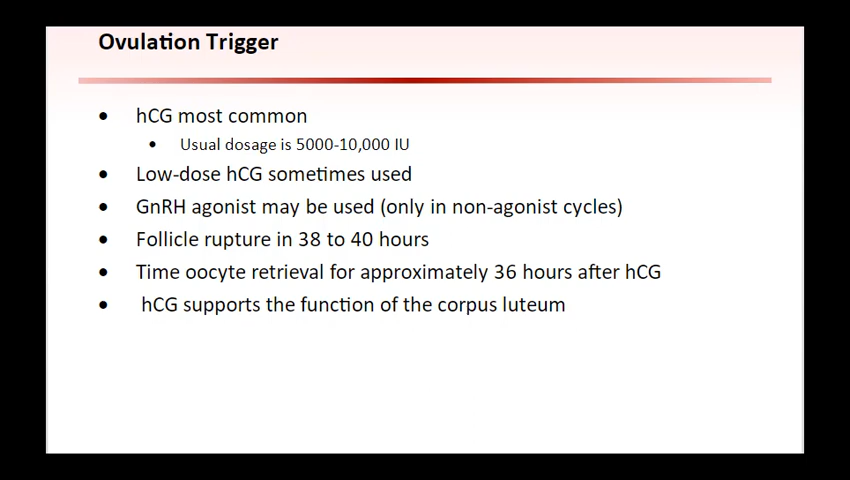 Ovulation Trigger
• hCG most common
• Usual dosage is 5000-10,000 IU
• Low-dose hCG sometimes used
• GnRH agonist may be used (only in non-agonist cycles)
• Follicle rupture in 38 to 40 hours
• Time oocyte retrieval for approximately 36 hours after hCG
• hCG supports the function of the corpus luteum